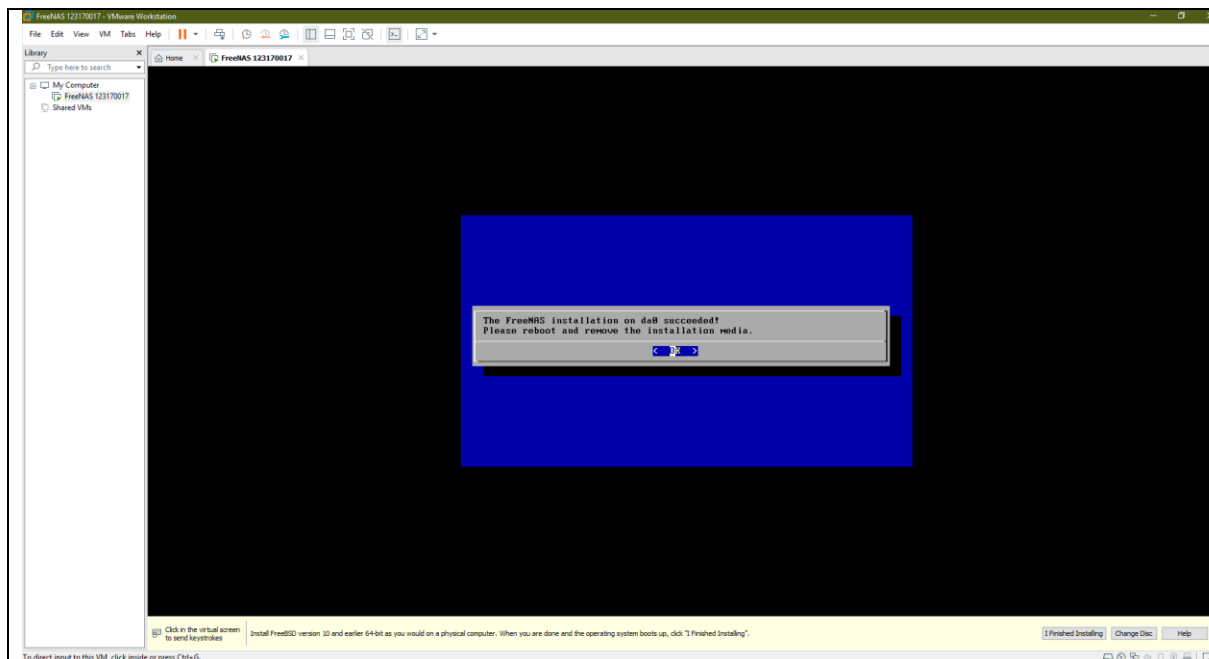 FreeNAS 123170017 - VMware Workstation
File Edit View VM Tabs Help
Library
Home
FreeNAS 123170017
Type here to search
My Computer
FreeNAS 123170017
Shared VMs
The FreeNAS installation on da0 succeeded!
Please reboot and remove the installation media.
< OK >
Click in the virtual screen
to send keystrokes
Install FreeBSD version 10 and earlier 64-bit as you would on a physical computer. When you are done and the operating system boots up, click "I Finished Installing".
I Finished Installing
Change Disc
Help
To direct input to this VM, click inside or press Ctrl+G.